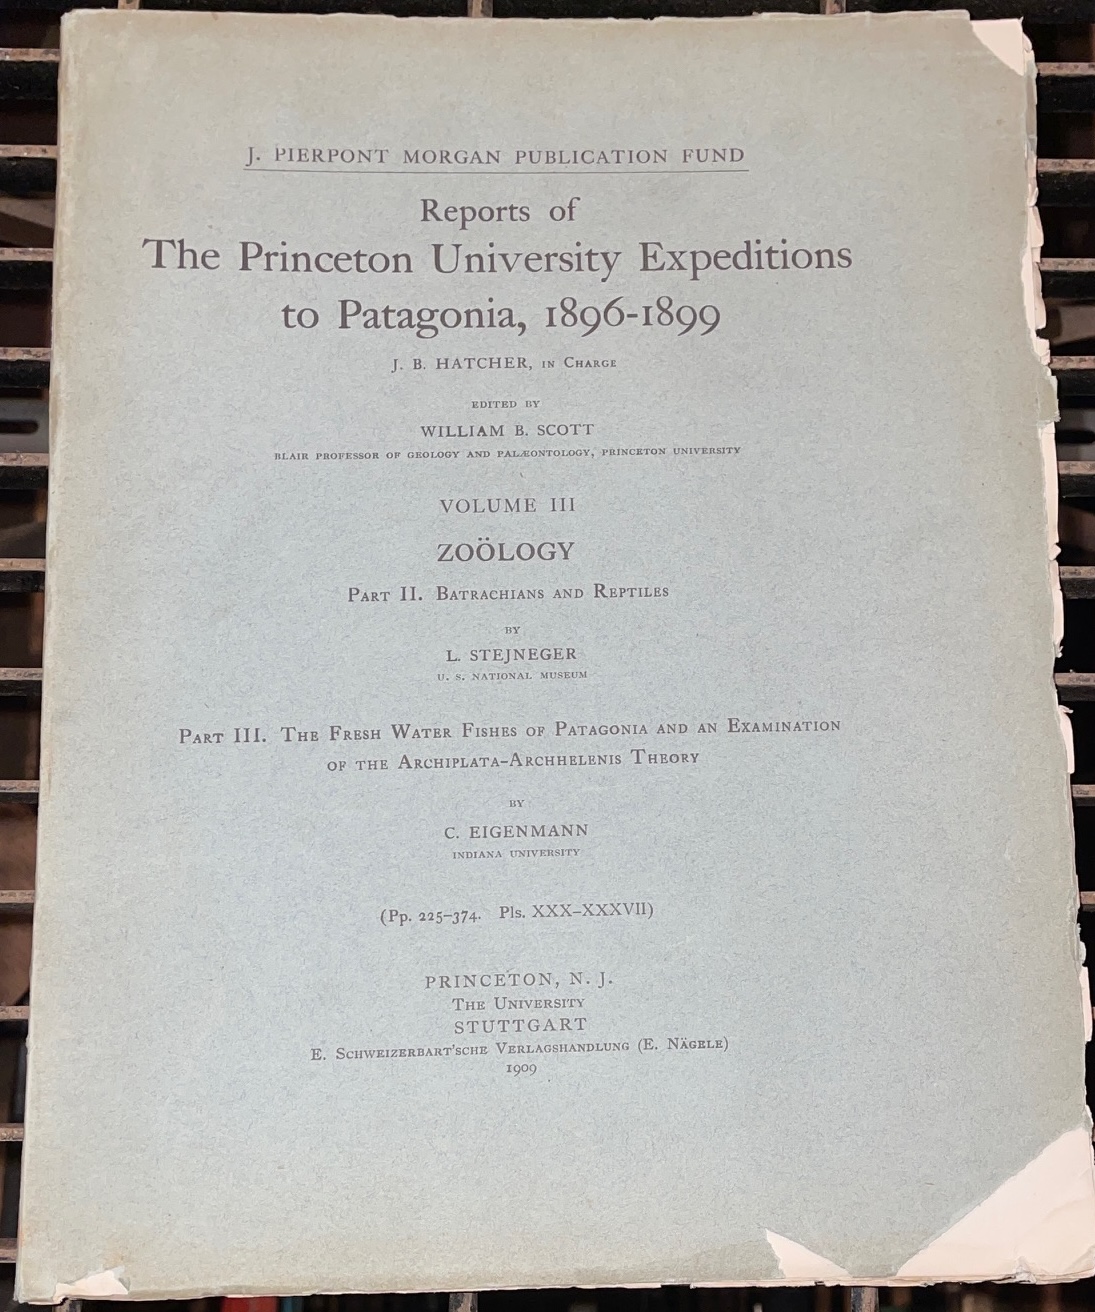 J. PIERPONT MORGAN PUBLICATION FUND
Reports of
The Princeton University Expeditions
to Patagonia, 1896-1899
J. B. HATCHER, IN CHARGE
EDITED BY
WILLIAM B. SCOTT
BLAIR PROFESSOR OF GEOLOGY AND PALÆONTOLOGY, PRINCETON UNIVERSITY
VOLUME III
ZOÖLOGY
PART II. BATRACHIANS AND REPTILES
BY
L. STEJNEGER
U. S. NATIONAL MUSEUM
PART III. THE FRESH WATER FISHES OF PATAGONIA AND AN EXAMINATION
OF THE ARCHIPLATA-ARCHHELENIS THEORY
BY
C. EIGENMANN
INDIANA UNIVERSITY
(Pp. 225-374. Pls. XXX-XXXVII)
PRINCETON, N. J.
THE UNIVERSITY
STUTTGART
E. SCHWEIZERBART'SCHE VERLAGSHANDLUNG (E. NÄGELE)
1909